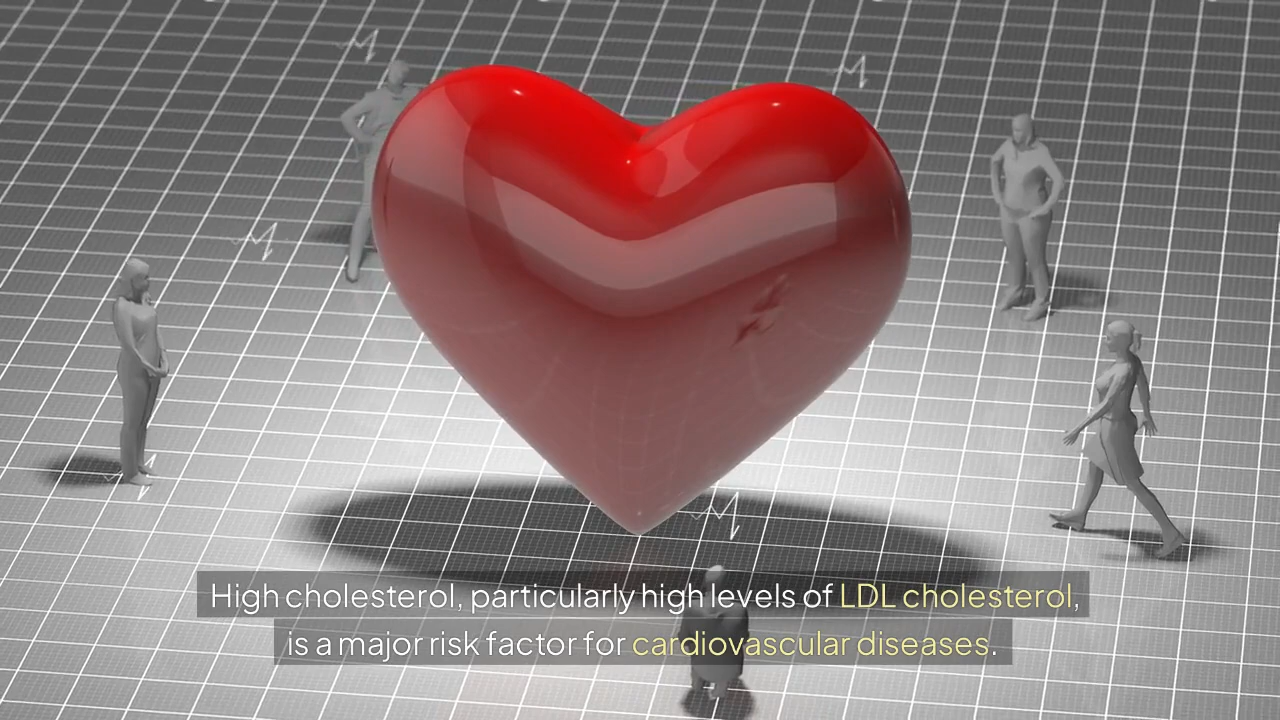 High cholesterol, particularly high levels of LDL cholesterol,
is a major risk factor for cardiovascular diseases.